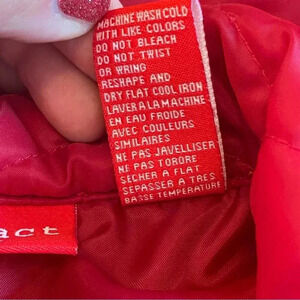 MACHINE WASH COLD
WITH LIKE COLORS
DO NOT BLEACH
DO NOT TWIST
OR WRING
RESHAPE AND
DRY FLAT COOL IRON
LAVER A LA MACHINE
EN EAU FROIDE
AVEC COULEURS
SIMILAIRES
NE PAS JAVELLISER
NE PAS TORDRE
SECHER A FLAT
SEPASSER A TRES
BASSE TEMPERATURE
act